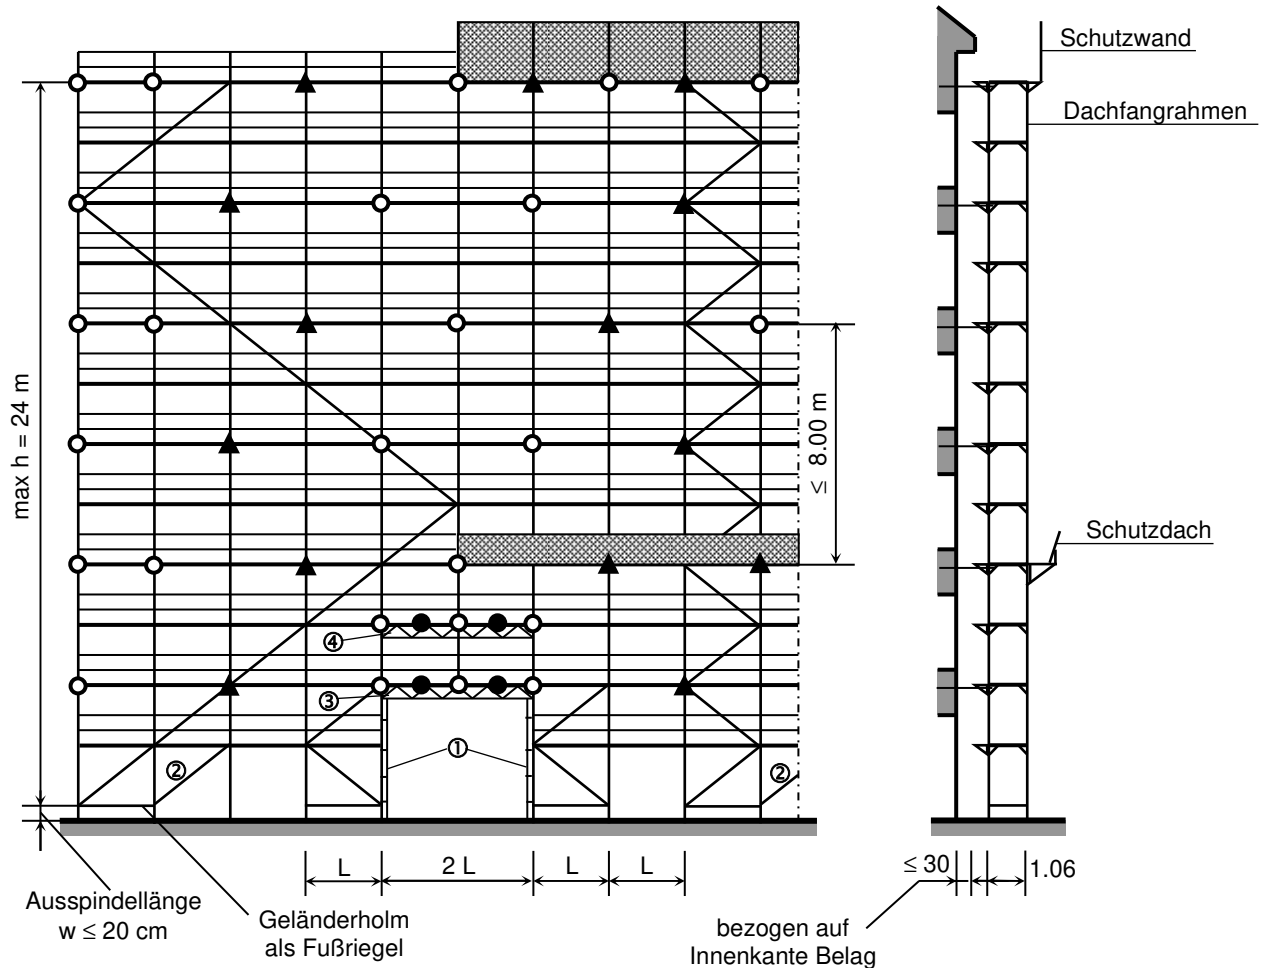 Schutzwand
Dachfangrahmen
max h = 24 m
≤ 8.00 m
Schutzdach
④
③
①
②
②
L
2 L
L
L
≤ 30
1.06
Ausspindellänge
w ≤ 20 cm
Geländerholm
als Fußriegel
bezogen auf
Innenkante Belag